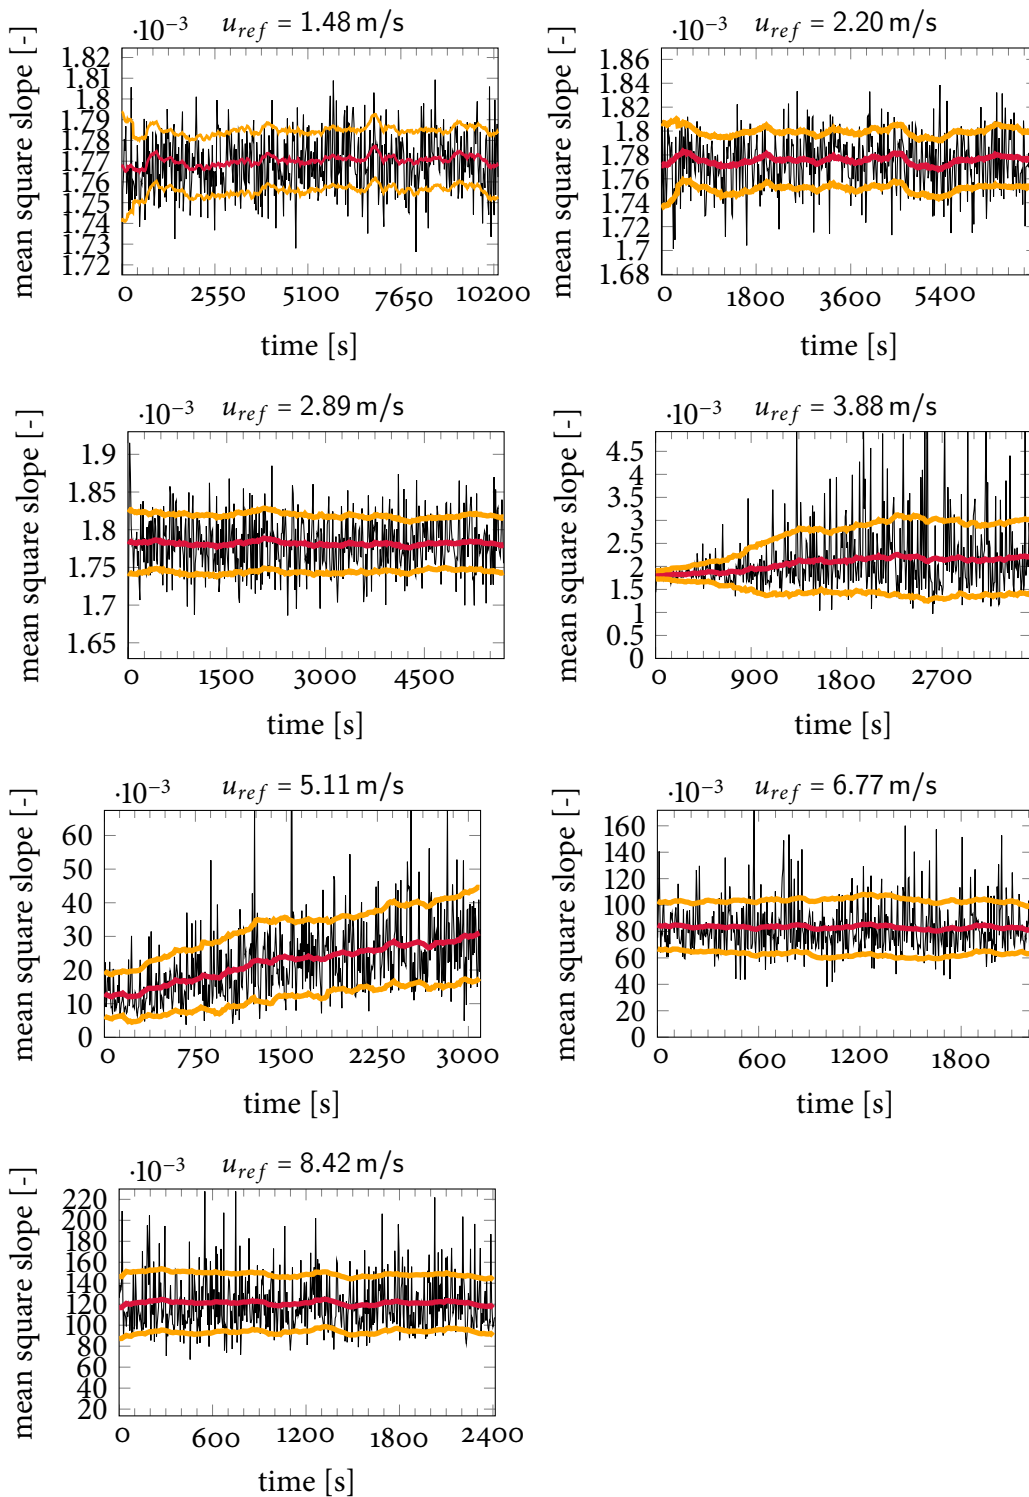 ·10⁻³ u_ref = 1.48 m/s
mean square slope [-]
1.82
1.81
1.8
1.79
1.78
1.77
1.76
1.75
1.74
1.73
1.72
0 2550 5100 7650 10200
time [s]
·10⁻³ u_ref = 2.20 m/s
mean square slope [-]
1.86
1.84
1.82
1.8
1.78
1.76
1.74
1.72
1.7
1.68
0 1800 3600 5400
time [s]
·10⁻³ u_ref = 2.89 m/s
mean square slope [-]
1.9
1.85
1.8
1.75
1.7
1.65
0 1500 3000 4500
time [s]
·10⁻³ u_ref = 3.88 m/s
mean square slope [-]
4.5
4
3.5
3
2.5
2
1.5
1
0.5
0
0 900 1800 2700
time [s]
·10⁻³ u_ref = 5.11 m/s
mean square slope [-]
60
50
40
30
20
10
0
0 750 1500 2250 3000
time [s]
·10⁻³ u_ref = 6.77 m/s
mean square slope [-]
160
140
120
100
80
60
40
20
0
0 600 1200 1800
time [s]
·10⁻³ u_ref = 8.42 m/s
mean square slope [-]
220
200
180
160
140
120
100
80
60
40
20
0 600 1200 1800 2400
time [s]